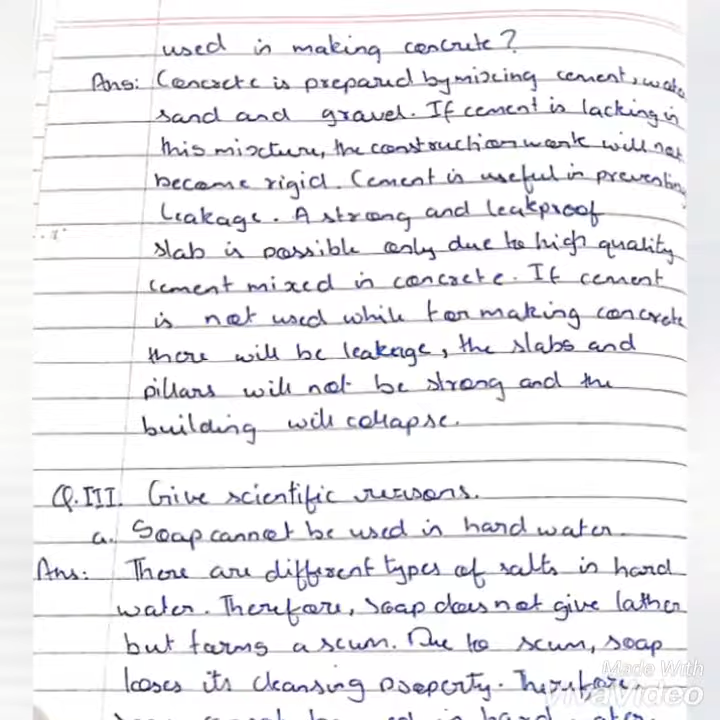 used in making concrete?
Ans: Concrete is prepared by mixing cement, wate
sand and gravel. If cement is lacking in
this mixture, the construction work will not
become rigid. Cement is useful in preventing
Leakage. A strong and leakproof
slab is possible only due to high quality
cement mixed in concrete. If cement
is not used while for making concrete
there will be leakage, the slabs and
pillars will not be strong and the
building will collapse.
Q.III. Give scientific reasons.
a. Soap cannot be used in hard water.
Ans: There are different types of salts in hard
water. Therefore, soap does not give lather
but forms a scum. Due to scum, soap
looses its cleansing property. Therefore,
Made With
VivaVideo